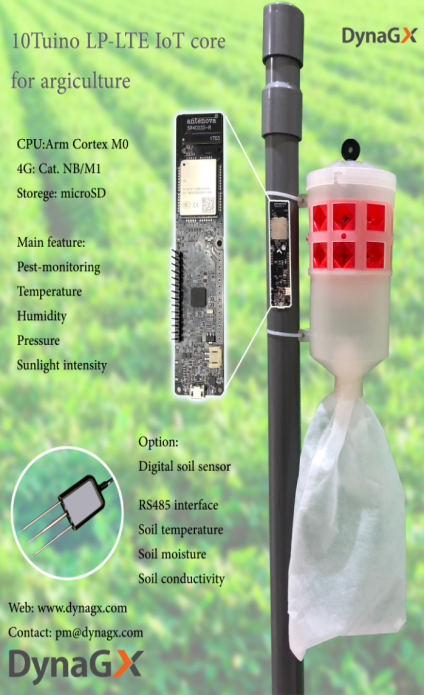 10Tuino LP-LTE IoT core
DynaGX
for argiculture
antenova
CPU:Arm Cortex M0
4G: Cat. NB/M1
Storege: microSD
Main feature:
Pest-monitoring
Temperature
Humidity
Pressure
Sunlight intensity
Option:
Digital soil sensor
RS485 interface
Soil temperature
Soil moisture
Soil conductivity
Web: www.dynagx.com
Contact: pm@dynagx.com
DynaGX